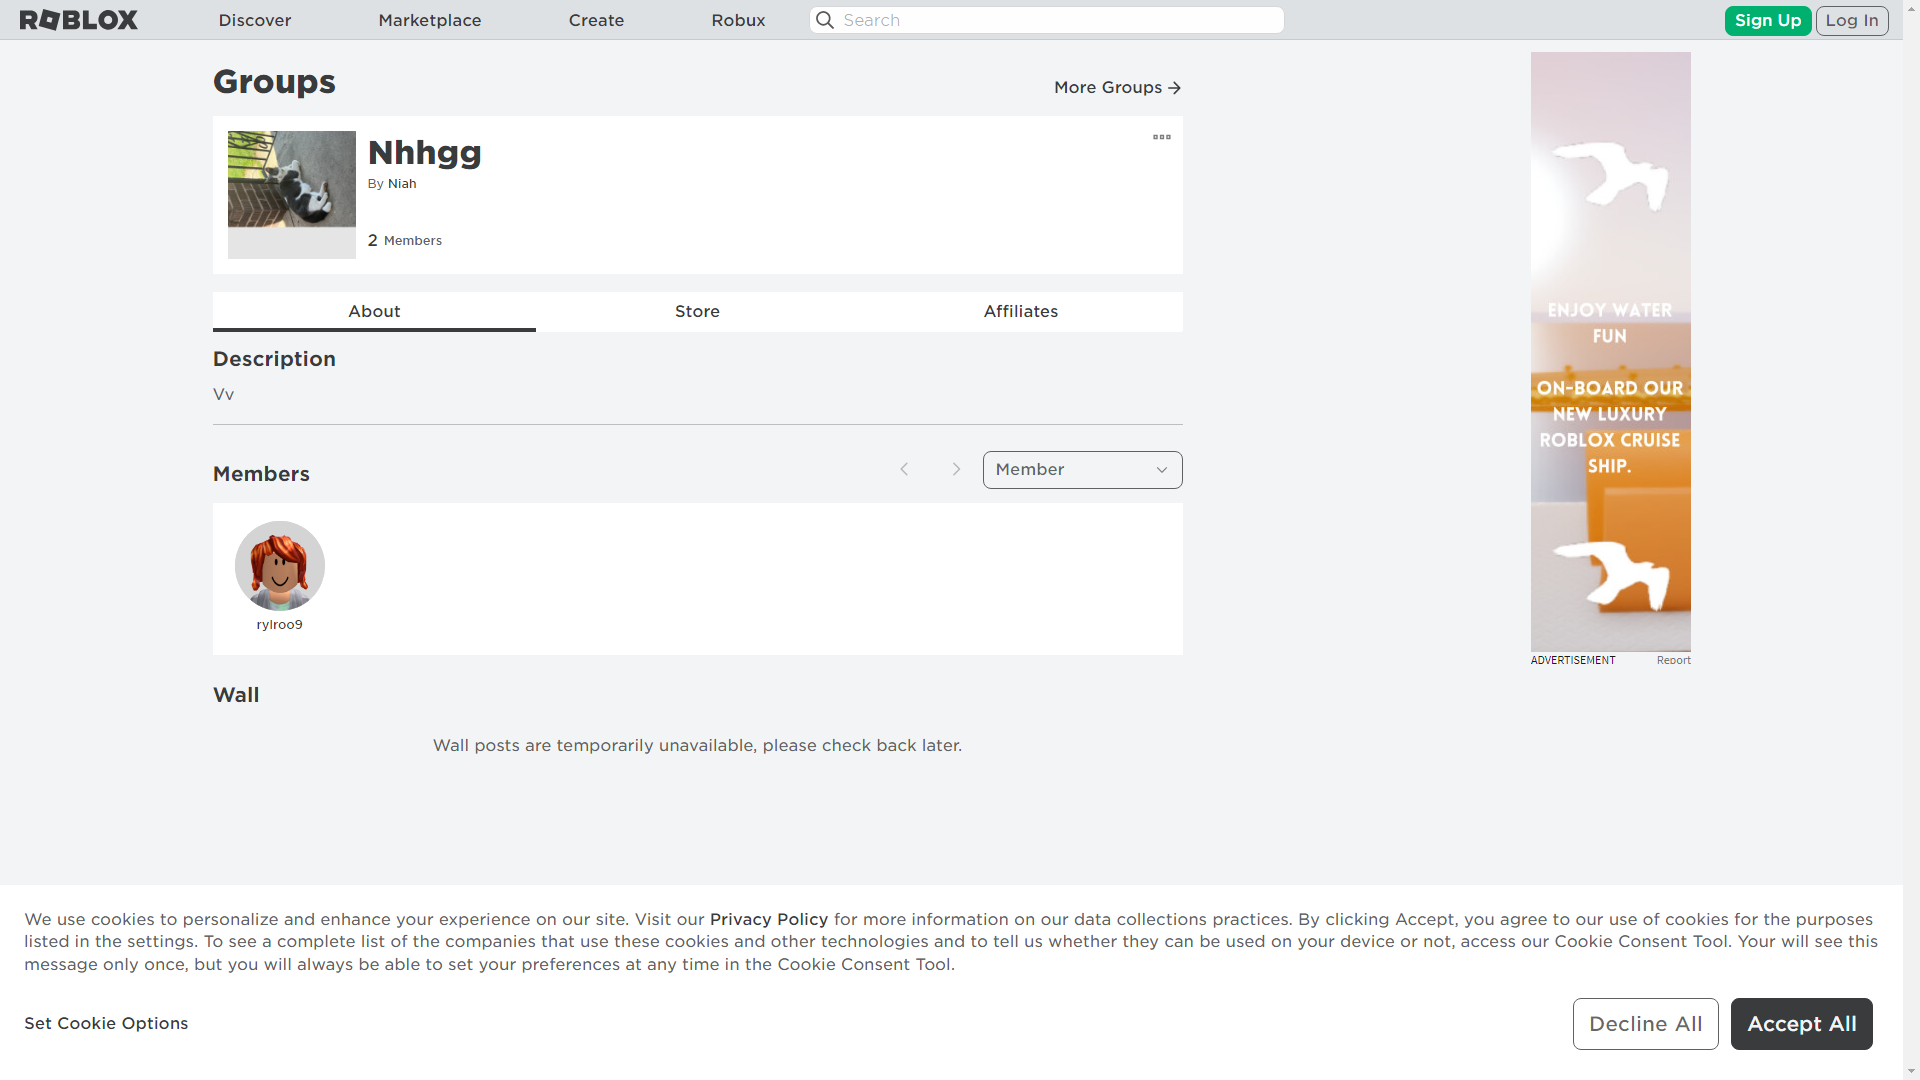 ROBLOX
Discover
Marketplace
Create
Robux
Search
Sign Up
Log In
Groups
More Groups
Nhhgg
By Niah
2 Members
About
Store
Affiliates
Description
Vv
Members
Member
rylroo9
Wall
Wall posts are temporarily unavailable, please check back later.
ENJOY WATER
FUN
ON-BOARD OUR
NEW LUXURY
ROBLOX CRUISE
SHIP.
ADVERTISEMENT
Report
We use cookies to personalize and enhance your experience on our site. Visit our Privacy Policy for more information on our data collections practices. By clicking Accept, you agree to our use of cookies for the purposes
listed in the settings. To see a complete list of the companies that use these cookies and other technologies and to tell us whether they can be used on your device or not, access our Cookie Consent Tool. Your will see this
message only once, but you will always be able to set your preferences at any time in the Cookie Consent Tool.
Set Cookie Options
Decline All
Accept All